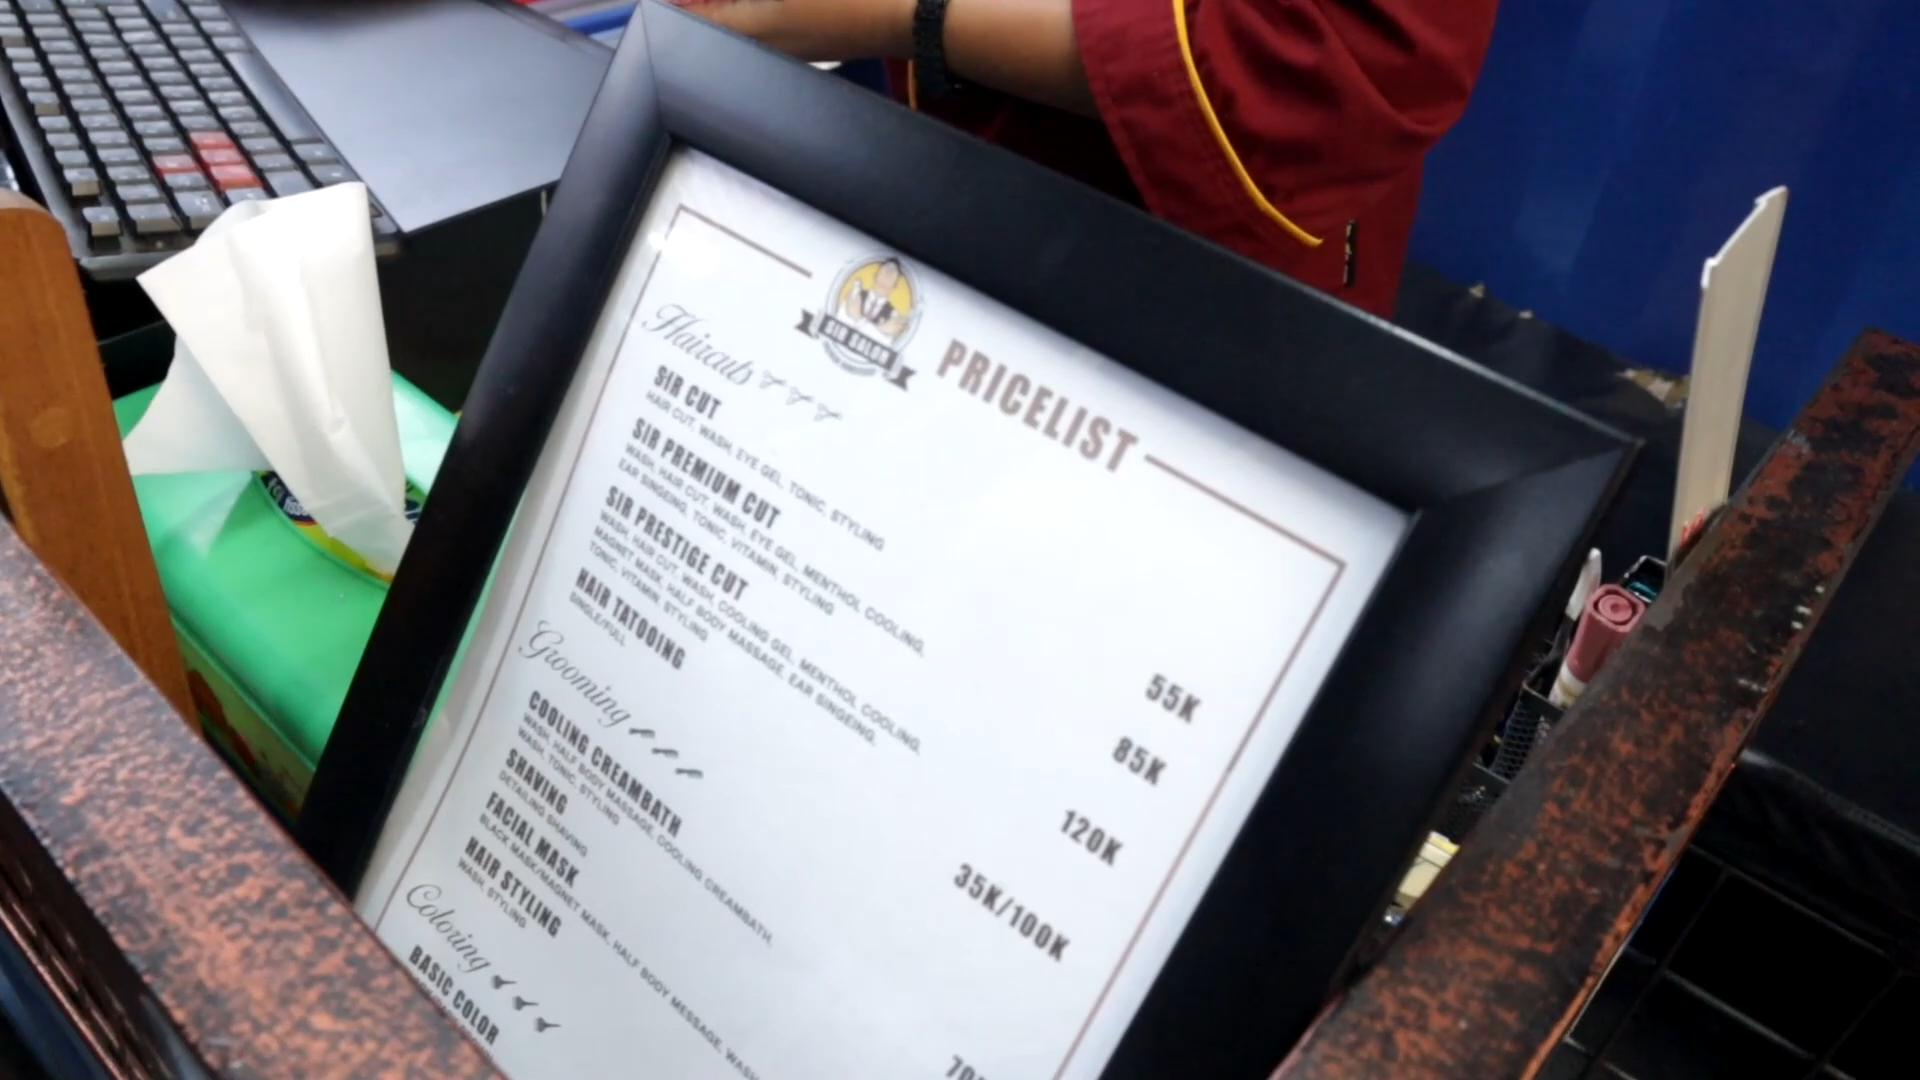 SIR SALON
PRICELIST
Haircuts
SIR CUT 55K
HAIR CUT, WASH, EYE GEL, TONIC, STYLING
SIR PREMIUM CUT 85K
WASH, HAIR CUT, WASH, EYE GEL, MENTHOL COOLING,
EAR SINGEING, TONIC, VITAMIN, STYLING
SIR PRESTIGE CUT 120K
WASH, HAIR CUT, WASH, COOLING GEL, MENTHOL COOLING,
MAGNET MASK, HALF BODY MASSAGE, EAR SINGEING,
TONIC, VITAMIN, STYLING
HAIR TATOOING 35K/100K
SINGLE/FULL
Grooming
COOLING CREAMBATH
WASH, HALF BODY MASSAGE, COOLING CREAMBATH,
WASH, TONIC, STYLING
SHAVING
DETAILING SHAVING
FACIAL MASK
BLACK MASK/MAGNET MASK, HALF BODY MESSAGE, WASH
HAIR STYLING
WASH, STYLING
Coloring
BASIC COLOR